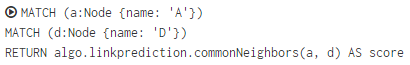 MATCH (a:Node {name: 'A'})
MATCH (d:Node {name: 'D'})
RETURN algo.linkprediction.commonNeighbors(a, d) AS score